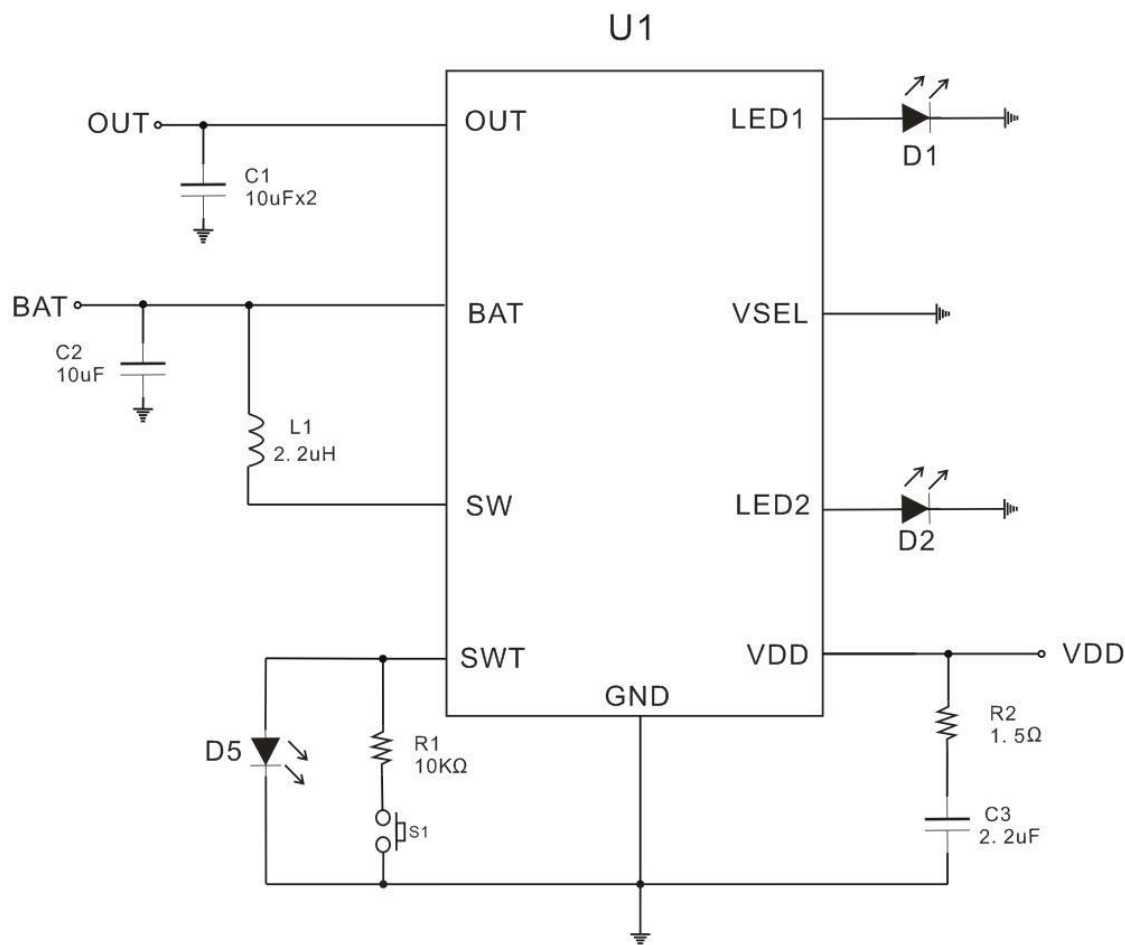 U1
OUT
OUT
LED1
D1
C1
10uFx2
BAT
BAT
VSEL
C2
10uF
L1
2.2uH
SW
LED2
D2
SWT
VDD
VDD
GND
D5
R1
10KΩ
S1
R2
1.5Ω
C3
2.2uF